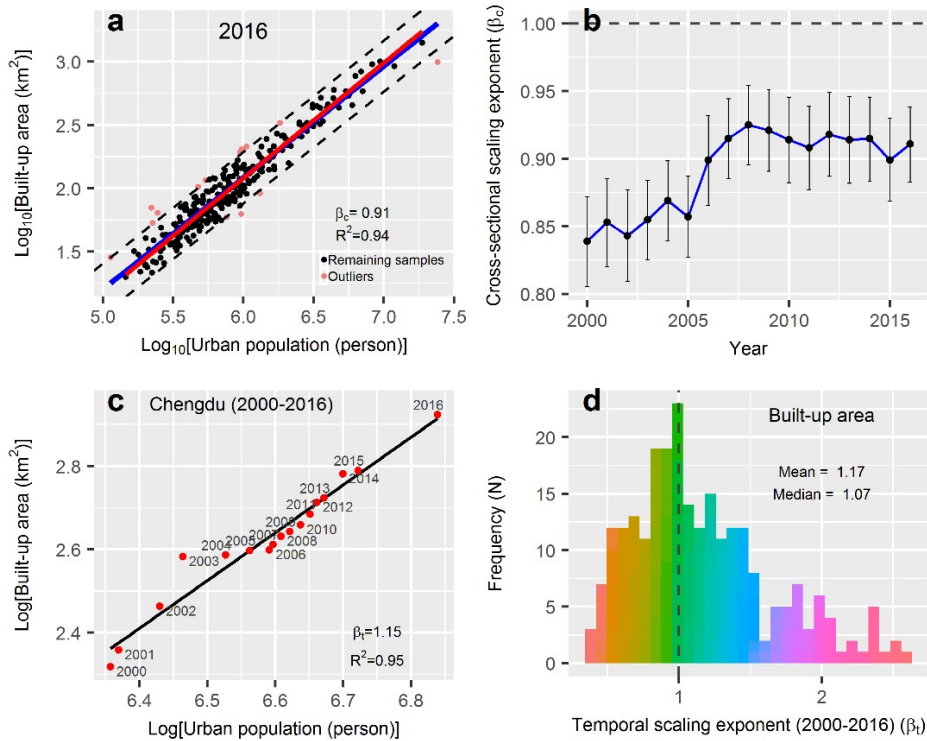 a
2016
Log₁₀[Built-up area (km²)]
3.0
2.5
2.0
1.5
β꜀= 0.91
R²=0.94
Remaining samples
Outliers
5.0 5.5 6.0 6.5 7.0 7.5
Log₁₀[Urban population (person)]
b
Cross-sectional scaling exponent (β꜀)
1.00
0.95
0.90
0.85
0.80
2000 2005 2010 2015
Year
c
Chengdu (2000-2016)
Log[Built-up area (km²)]
2.8
2.6
2.4
2016
2015
2014
2013
2012
2011
2010
2009
2008
2007
2006
2005
2004
2003
2002
2001
2000
βₜ=1.15
R²=0.95
6.4 6.5 6.6 6.7 6.8
Log[Urban population (person)]
d
Built-up area
Mean = 1.17
Median = 1.07
Frequency (N)
20
15
10
5
0
1 2
Temporal scaling exponent (2000-2016) (βₜ)